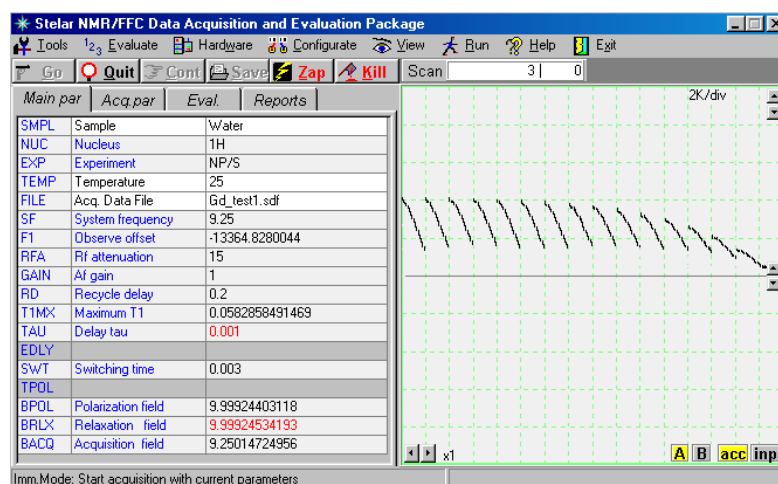 Stelar NMR/FFC Data Acquisition and Evaluation Package
Tools 123 Evaluate Hardware Configurate View Run Help Exit
Go Quit Cont Save Zap Kill Scan 3 | 0
Main par Acq.par Eval. Reports
2K/div
SMPL Sample Water
NUC Nucleus 1H
EXP Experiment NP/S
TEMP Temperature 25
FILE Acq. Data File Gd_test1.sdf
SF System frequency 9.25
F1 Observe offset -13364.8280044
RFA Rf attenuation 15
GAIN Af gain 1
RD Recycle delay 0.2
T1MX Maximum T1 0.0582858491469
TAU Delay tau 0.001
EDLY
SWT Switching time 0.003
TPOL
BPOL Polarization field 9.99924403118
BRLX Relaxation field 9.99924534193
BACQ Acquisition field 9.25014724956
x1 A B acc inp
Imm.Mode: Start acquisition with current parameters